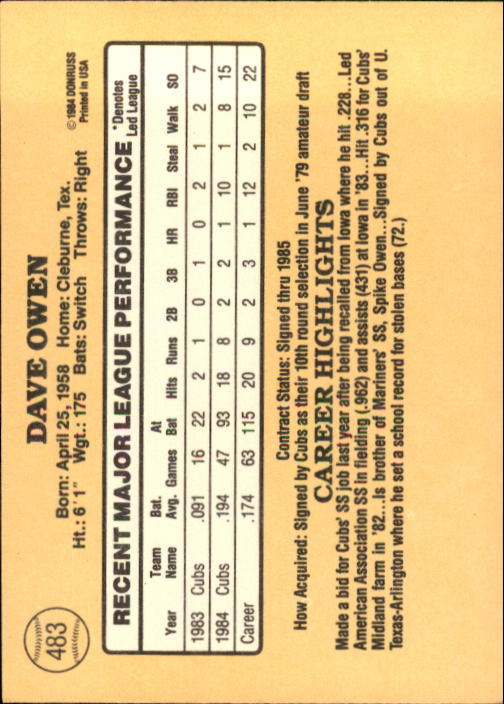 483
DAVE OWEN
© 1984 DONRUSS
Printed in USA
Born: April 25, 1958 Home: Cleburne, Tex.
Ht.: 6'1" Wgt.: 175 Bats: Switch Throws: Right
RECENT MAJOR LEAGUE PERFORMANCE *Denotes Led League
Year Team Name Bat. Avg. Games At Bat Hits Runs 2B 3B HR RBI Steal Walk SO
1983 Cubs .091 16 22 2 1 0 1 0 2 1 2 7
1984 Cubs .194 47 93 18 8 2 2 1 10 1 8 15
Career .174 63 115 20 9 2 3 1 12 2 10 22
Contract Status: Signed thru 1985
How Acquired: Signed by Cubs as their 10th round selection in June '79 amateur draft
CAREER HIGHLIGHTS
Made a bid for Cubs' SS job last year after being recalled from Iowa where he hit .228...Led
American Association SS in fielding (.962) and assists (431) at Iowa in '83...Hit .316 for Cubs'
Midland farm in '82...Is brother of Mariners' SS, Spike Owen...Signed by Cubs out of U.
Texas-Arlington where he set a school record for stolen bases (72.)